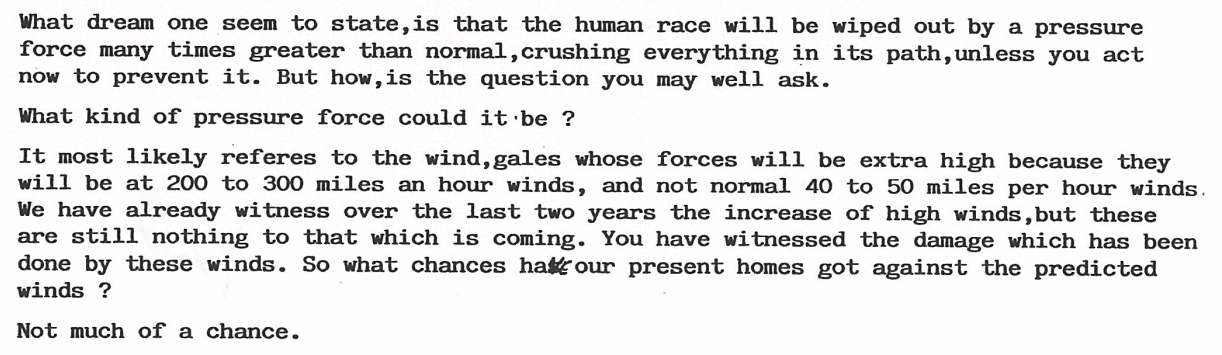 What dream one seem to state,is that the human race will be wiped out by a pressure
force many times greater than normal,crushing everything in its path,unless you act
now to prevent it. But how,is the question you may well ask.
What kind of pressure force could it be ?
It most likely referes to the wind,gales whose forces will be extra high because they
will be at 200 to 300 miles an hour winds, and not normal 40 to 50 miles per hour winds.
We have already witness over the last two years the increase of high winds,but these
are still nothing to that which is coming. You have witnessed the damage which has been
done by these winds. So what chances have our present homes got against the predicted
winds ?
Not much of a chance.